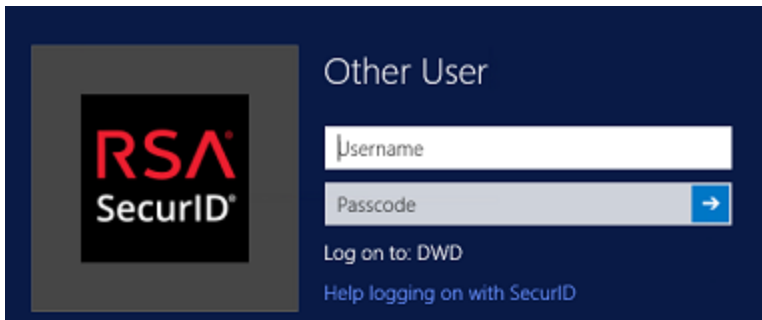 RSA
SecurID®
Other User
Username
Passcode
Log on to: DWD
Help logging on with SecurID